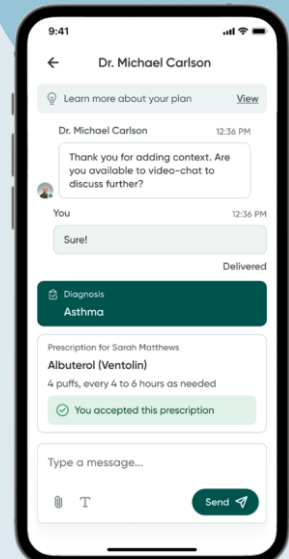 9:41
Dr. Michael Carlson
Learn more about your plan View
Dr. Michael Carlson 12:36 PM
Thank you for adding context. Are
you available to video-chat to
discuss further?
You 12:36 PM
Sure!
Delivered
Diagnosis
Asthma
Prescription for Sarah Matthews
Albuterol (Ventolin)
4 puffs, every 4 to 6 hours as needed
You accepted this prescription
Type a message...
T
Send